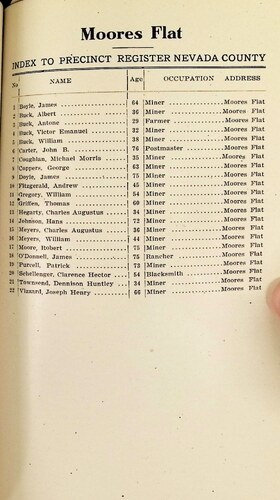 Moores Flat
INDEX TO PRECINCT REGISTER NEVADA COUNTY
No NAME Age OCCUPATION ADDRESS
1 Boyle, James 64 Miner Moores Flat
2 Buck, Albert 36 Miner Moores Flat
3 Buck, Antone 29 Farmer Moores Flat
4 Buck, Victor Emanuel 32 Miner Moores Flat
5 Buck, William 38 Miner Moores Flat
6 Carter, John R. 76 Postmaster Moores Flat
7 Coughlan, Michael Morris 35 Miner Moores Flat
8 Cappers, George 63 Miner Moores Flat
9 Doyle, James 75 Miner Moores Flat
10 Fitzgerald, Andrew 45 Miner Moores Flat
11 Gregory, William 54 Miner Moores Flat
12 Griffen, Thomas 60 Miner Moores Flat
13 Hegarty, Charles Augustus 34 Miner Moores Flat
14 Johnson, Hans 72 Miner Moores Flat
15 Meyers, Charles Augustus 36 Miner Moores Flat
16 Meyers, William 44 Miner Moores Flat
17 Moore, Robert 75 Miner Moores Flat
18 O'Donnell, James 75 Rancher Moores Flat
19 Purcell, Patrick 73 Miner Moores Flat
20 Schellenger, Clarence Hector 54 Blacksmith Moores Flat
21 Townsend, Dennison Huntley 34 Miner Moores Flat
22 Vizzard, Joseph Henry 66 Miner Moores Flat